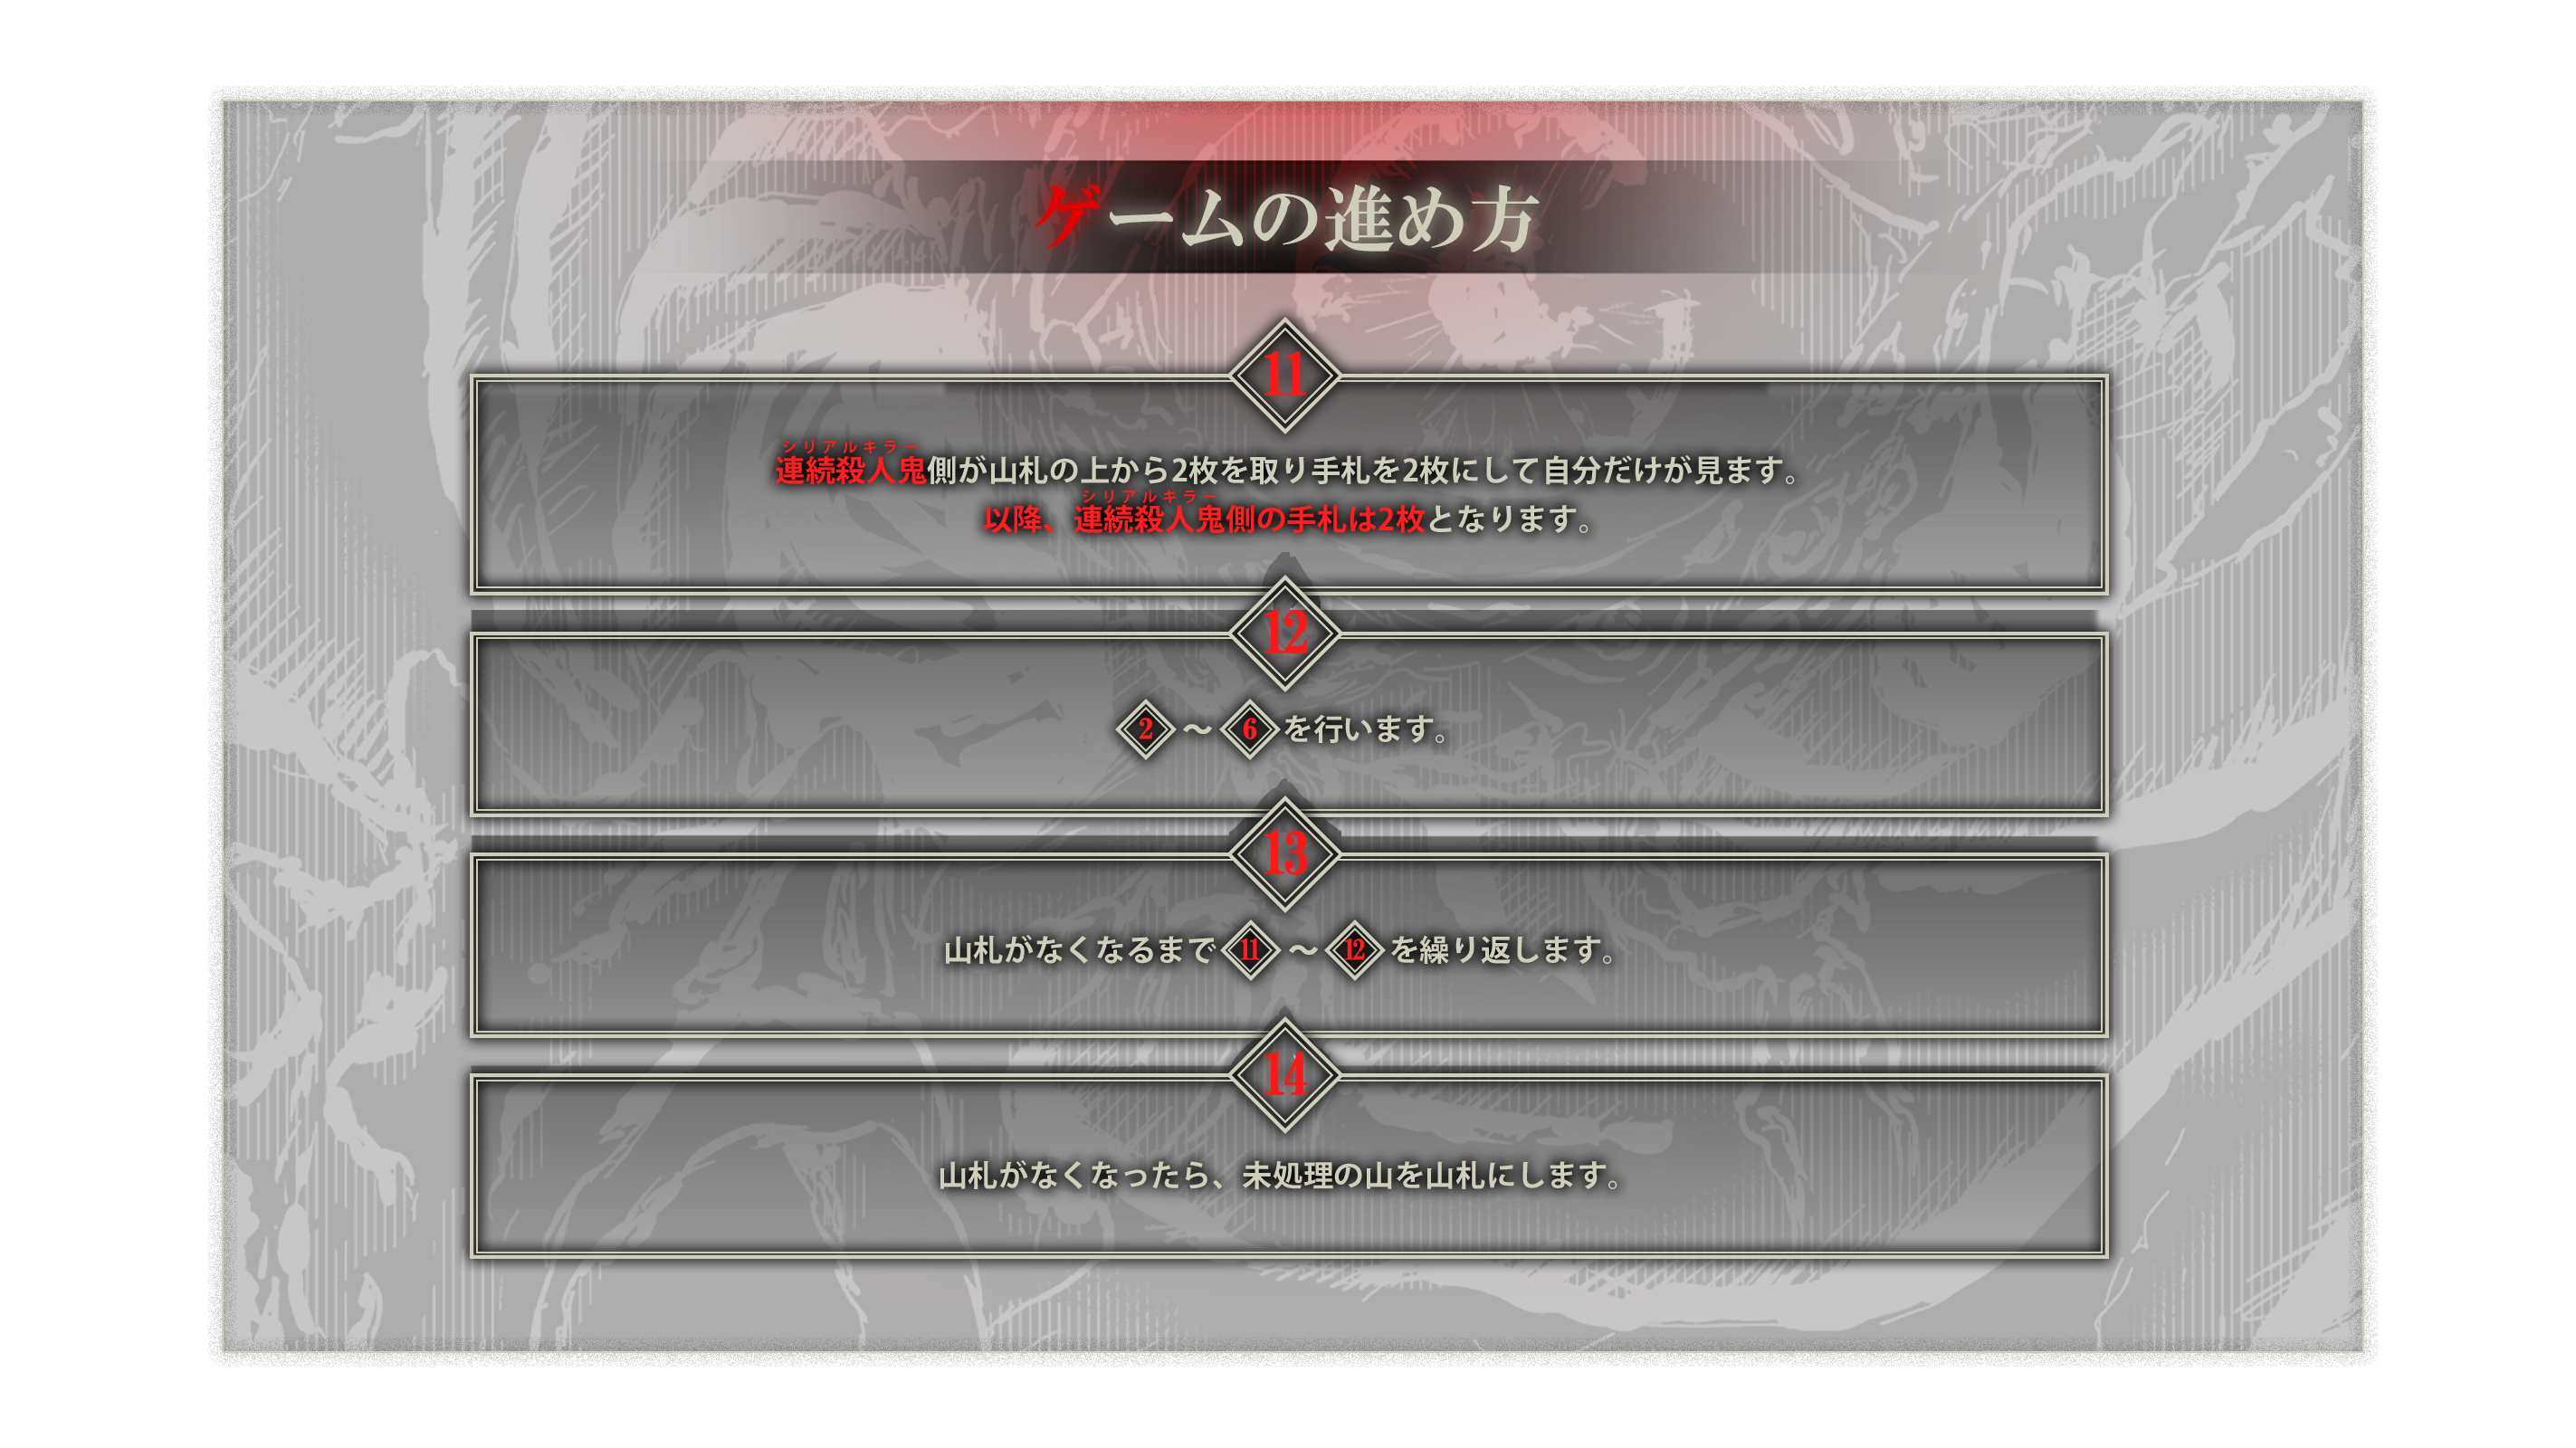 ゲームの進め方
11
シリアルキラー
連続殺人鬼側が山札の上から2枚を取り手札を2枚にして自分だけが見ます。
シリアルキラー
以降、連続殺人鬼側の手札は2枚となります。
12
2～6を行います。
13
山札がなくなるまで11～12を繰り返します。
14
山札がなくなったら、未処理の山を山札にします。